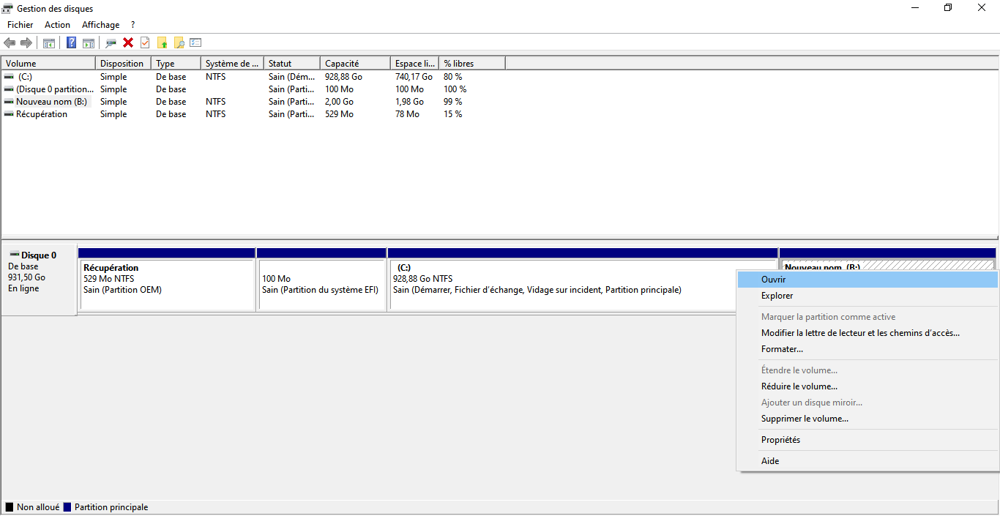 Gestion des disques
Fichier Action Affichage ?
Volume Disposition Type Système de ... Statut Capacité Espace li... % libres
(C:) Simple De base NTFS Sain (Dém... 928,88 Go 740,17 Go 80 %
(Disque 0 partition... Simple De base Sain (Parti... 100 Mo 100 Mo 100 %
Nouveau nom (B:) Simple De base NTFS Sain (Parti... 2,00 Go 1,98 Go 99 %
Récupération Simple De base NTFS Sain (Parti... 529 Mo 78 Mo 15 %
Disque 0
De base
931,50 Go
En ligne
Récupération
529 Mo NTFS
Sain (Partition OEM)
100 Mo
Sain (Partition du système EFI)
(C:)
928,88 Go NTFS
Sain (Démarrer, Fichier d'échange, Vidage sur incident, Partition principale)
Nouveau nom (B:)
Ouvrir
Explorer
Marquer la partition comme active
Modifier la lettre de lecteur et les chemins d'accès...
Formater...
Étendre le volume...
Réduire le volume...
Ajouter un disque miroir...
Supprimer le volume...
Propriétés
Aide
Non alloué Partition principale